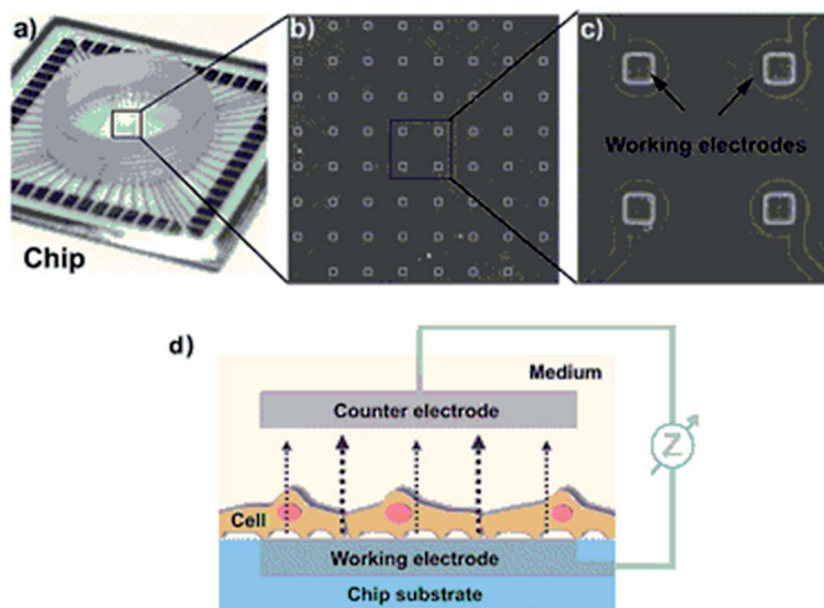 a)
b)
c)
Working electrodes
Chip
d)
Medium
Counter electrode
Z
Cell
Working electrode
Chip substrate